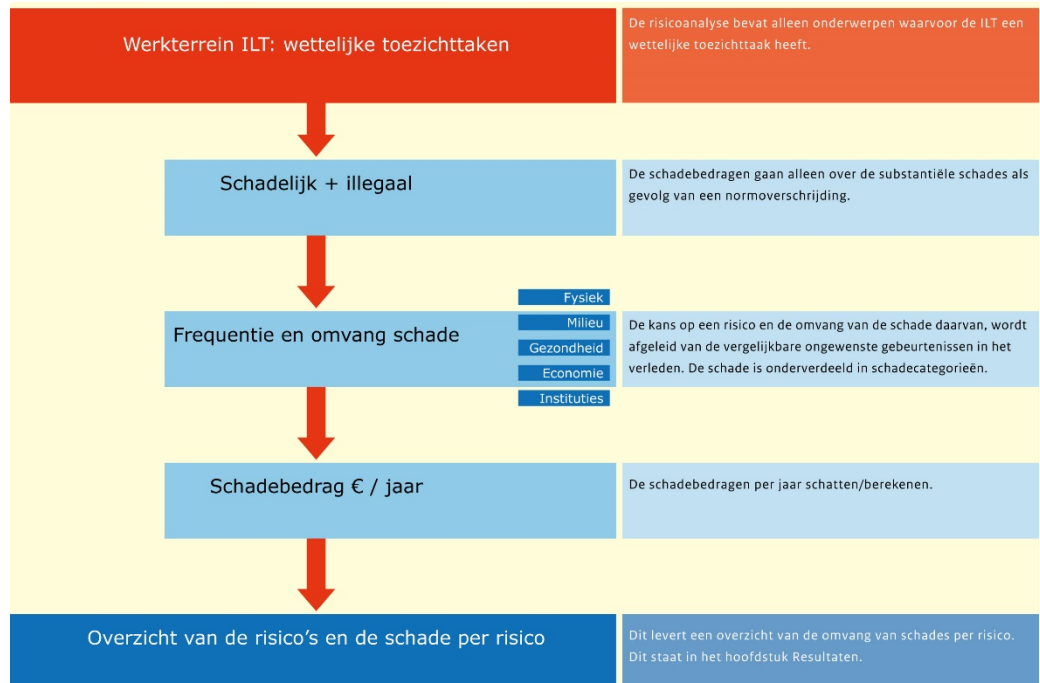 Werkterrein ILT: wettelijke toezichttaken
De risicoanalyse bevat alleen onderwerpen waarvoor de ILT een
wettelijke toezichttaak heeft.
Schadelijk + illegaal
De schadebedragen gaan alleen over de substantiële schades als
gevolg van een normoverschrijding.
Frequentie en omvang schade
Fysiek
Milieu
Gezondheid
Economie
Instituties
De kans op een risico en de omvang van de schade daarvan, wordt
afgeleid van de vergelijkbare ongewenste gebeurtenissen in het
verleden. De schade is onderverdeeld in schadecategorieën.
Schadebedrag € / jaar
De schadebedragen per jaar schatten/berekenen.
Overzicht van de risico's en de schade per risico
Dit levert een overzicht van de omvang van schades per risico.
Dit staat in het hoofdstuk Resultaten.